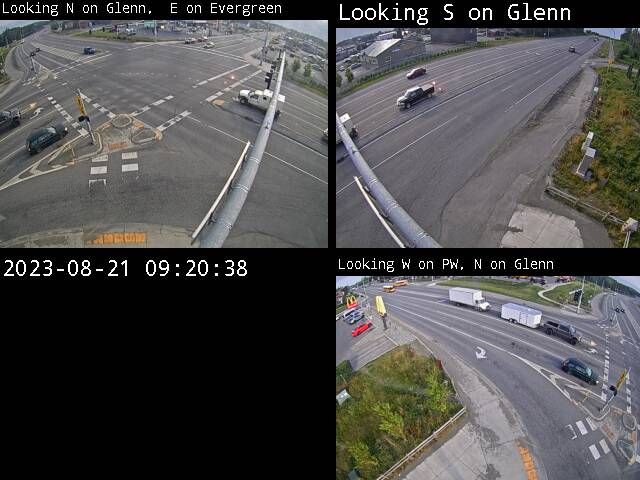 Looking N on Glenn,  E on Evergreen
Looking S on Glenn
2023-08-21 09:20:38
Looking W on PW, N on Glenn